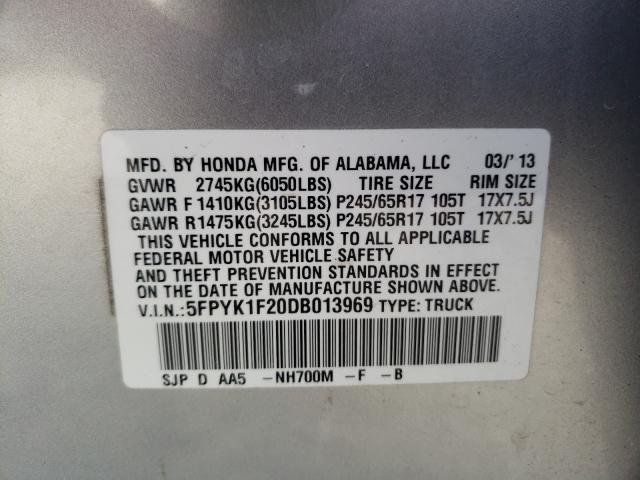 MFD. BY HONDA MFG. OF ALABAMA, LLC 03/'13
GVWR 2745KG(6050LBS) TIRE SIZE RIM SIZE
GAWR F 1410KG(3105LBS) P245/65R17 105T 17X7.5J
GAWR R 1475KG(3245LBS) P245/65R17 105T 17X7.5J
THIS VEHICLE CONFORMS TO ALL APPLICABLE
FEDERAL MOTOR VEHICLE SAFETY
AND THEFT PREVENTION STANDARDS IN EFFECT
ON THE DATE OF MANUFACTURE SHOWN ABOVE.
V.I.N.:5FPYK1F20DB013969 TYPE: TRUCK
SJP D AA5 -NH700M -F -B